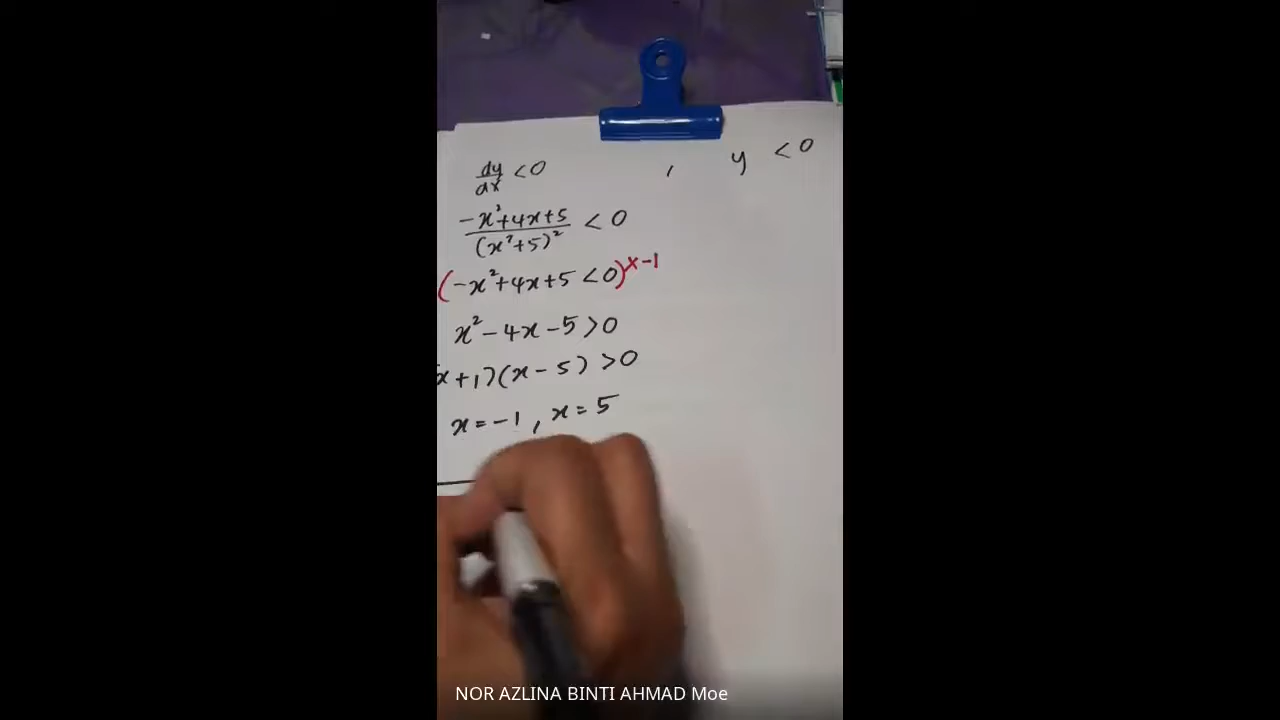 dy/dx < 0 , y < 0
-x²+4x+5/(x²+5)² < 0
(-x²+4x+5 < 0) x -1
x² - 4x - 5 > 0
x+1)(x - 5) > 0
x = -1, x = 5
NOR AZLINA BINTI AHMAD Moe